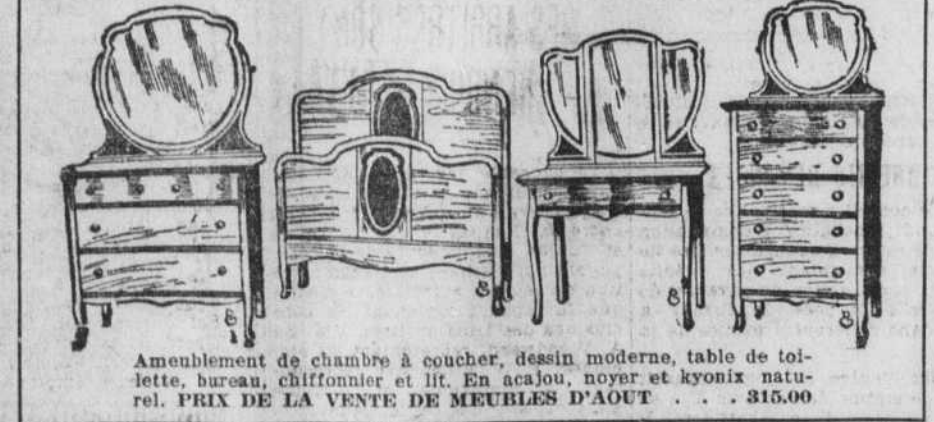 Ameublement de chambre à coucher, dessin moderne, table de toi-
lette, bureau, chiffonnier et lit. En acajou, noyer et kyonix natu-
rel. PRIX DE LA VENTE DE MEUBLES D'AOUT . . . 315.00